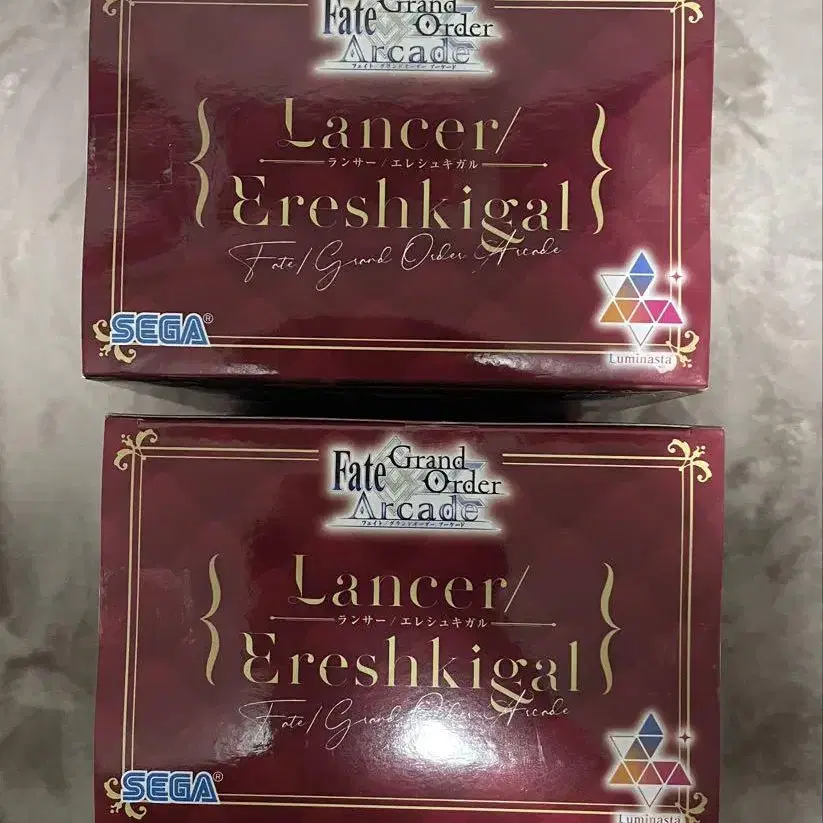 Fate Grand Order
Arcade
フェイト/グランドオーダー アーケード
Lancer/
ランサー / エレシュキガル
Ereshkigal
Fate/Grand Order Arcade
SEGA®
Luminasta
Fate Grand Order
Arcade
フェイト/グランドオーダー アーケード
Lancer/
ランサー / エレシュキガル
Ereshkigal
Fate/Grand Order Arcade
SEGA®
Luminasta